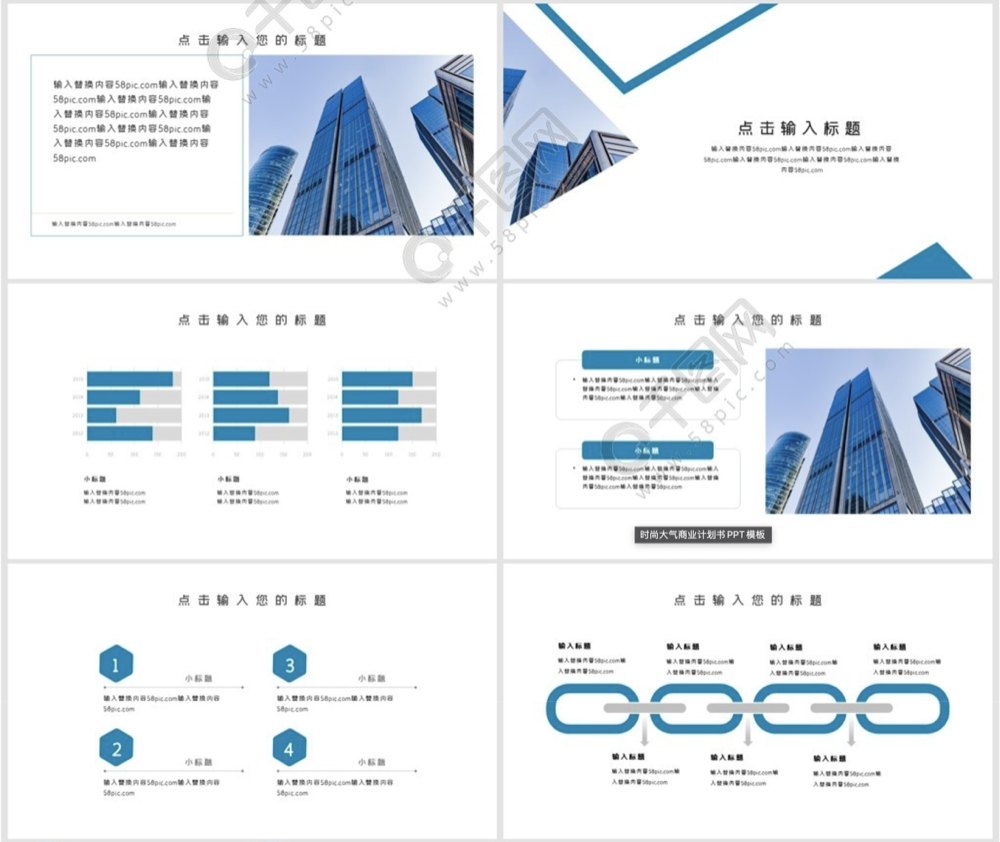 点击输入您的标题
输入替换内容58pic.com输入替换内容
58pic.com输入替换内容58pic.com输
入替换内容58pic.com输入替换内容
58pic.com输入替换内容58pic.com输
入替换内容58pic.com输入替换内容
58pic.com
输入替换内容58pic.com输入替换内容58pic.com
点击输入标题
输入替换内容58pic.com输入替换内容58pic.com输入替换内容
58pic.com输入替换内容58pic.com输入替换内容58pic.com输入替换
内容58pic.com
千图网
www.58pic.com
点击输入您的标题
小标题
输入替换内容58pic.com
输入替换内容58pic.com
小标题
输入替换内容58pic.com
输入替换内容58pic.com
小标题
输入替换内容58pic.com
输入替换内容58pic.com
点击输入您的标题
小标题
输入替换内容58pic.com输入替换内容58pic.com输入
替换内容58pic.com输入替换内容58pic.com输入替换
内容58pic.com输入替换内容58pic.com
小标题
输入替换内容58pic.com输入替换内容58pic.com输入
替换内容58pic.com输入替换内容58pic.com输入替换
内容58pic.com输入替换内容58pic.com
时尚大气商业计划书PPT模板
点击输入您的标题
1
小标题
输入替换内容58pic.com输入替换内容
58pic.com
3
小标题
输入替换内容58pic.com输入替换内容
58pic.com
2
小标题
输入替换内容58pic.com输入替换内容
58pic.com
4
小标题
输入替换内容58pic.com输入替换内容
58pic.com
点击输入您的标题
输入标题
输入替换内容58pic.com输
入替换内容58pic.com
输入标题
输入替换内容58pic.com输
入替换内容58pic.com
输入标题
输入替换内容58pic.com输
入替换内容58pic.com
输入标题
输入替换内容58pic.com输
入替换内容58pic.com
输入标题
输入替换内容58pic.com输
入替换内容58pic.com
输入标题
输入替换内容58pic.com输
入替换内容58pic.com
输入标题
输入替换内容58pic.com输
入替换内容58pic.com